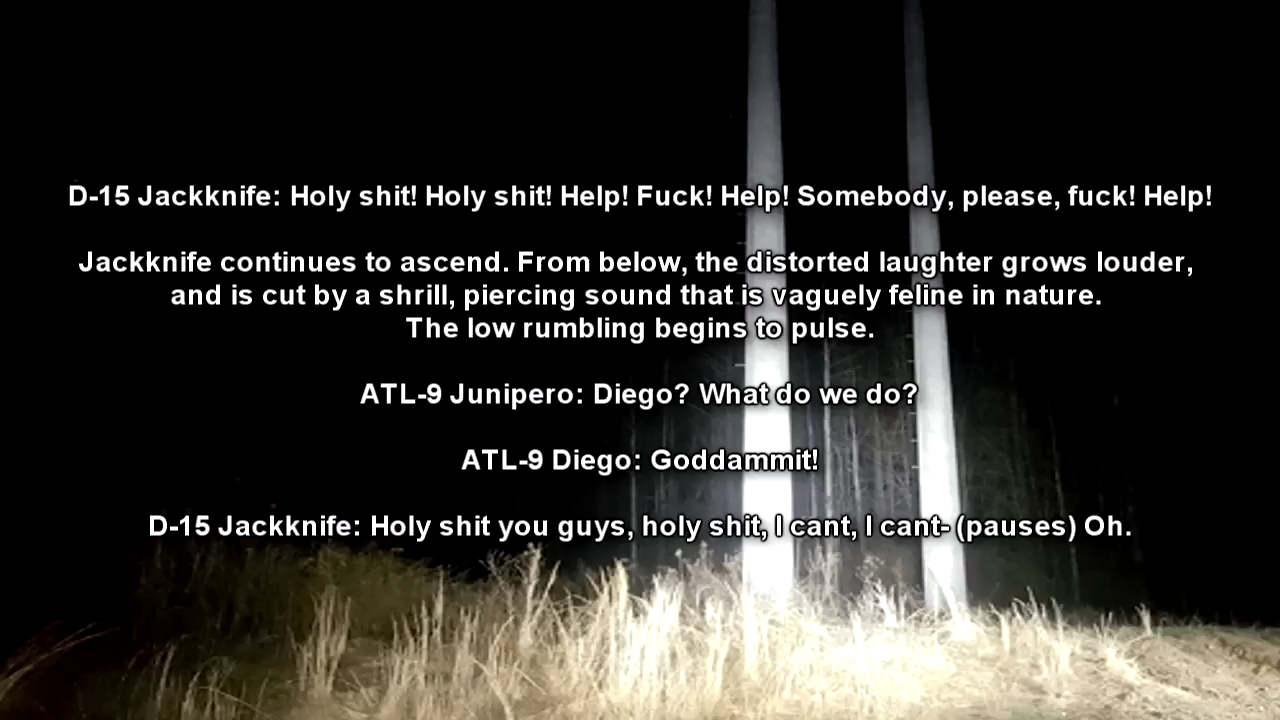 D-15 Jackknife: Holy shit! Holy shit! Help! Fuck! Help! Somebody, please, fuck! Help!
Jackknife continues to ascend. From below, the distorted laughter grows louder,
and is cut by a shrill, piercing sound that is vaguely feline in nature.
The low rumbling begins to pulse.
ATL-9 Junipero: Diego? What do we do?
ATL-9 Diego: Goddammit!
D-15 Jackknife: Holy shit you guys, holy shit, I cant, I cant- (pauses) Oh.